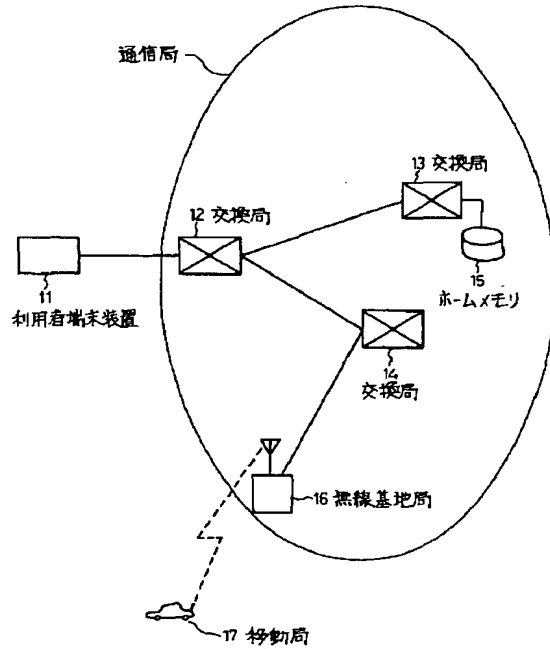 通信局
13 交換局
12 交換局
15
ホームメモリ
11
利用者端末装置
14
交換局
16 無線基地局
17 移動局